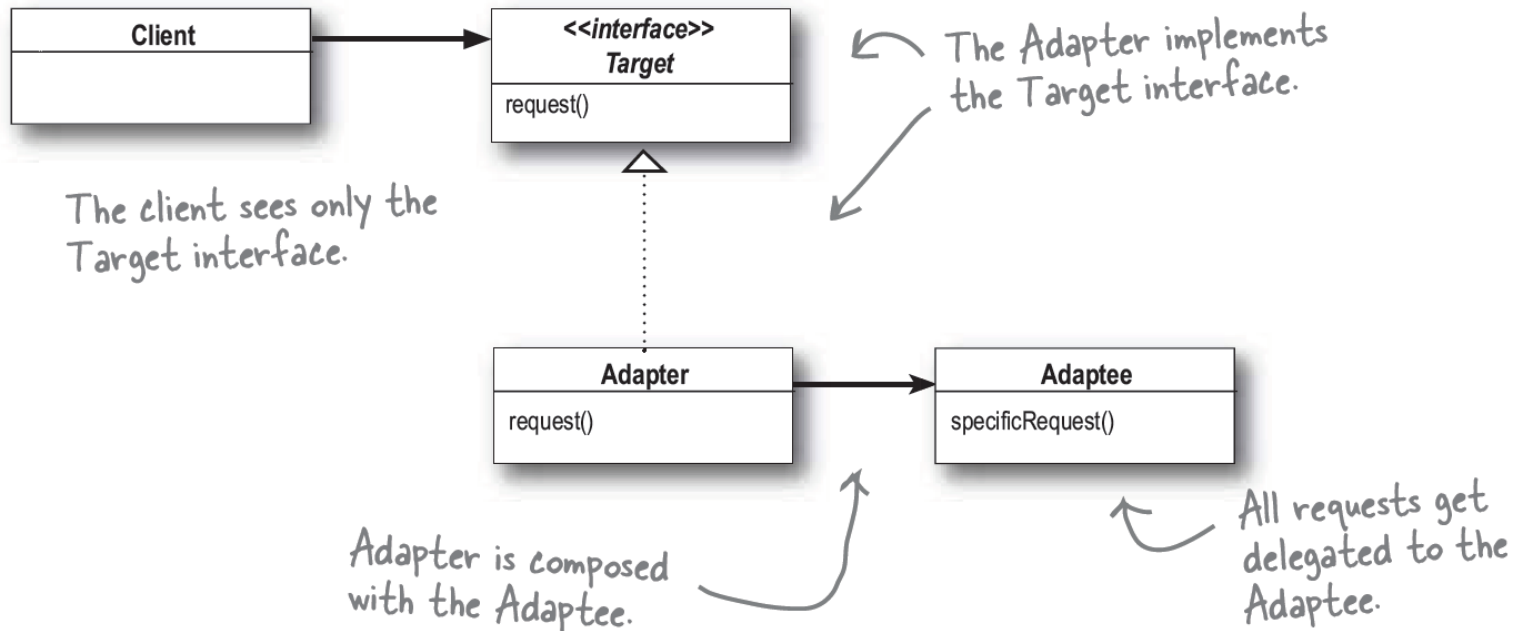 Client
<<interface>>
Target
request()
The Adapter implements
the Target interface.
The client sees only the
Target interface.
Adapter
request()
Adaptee
specificRequest()
Adapter is composed
with the Adaptee.
All requests get
delegated to the
Adaptee.